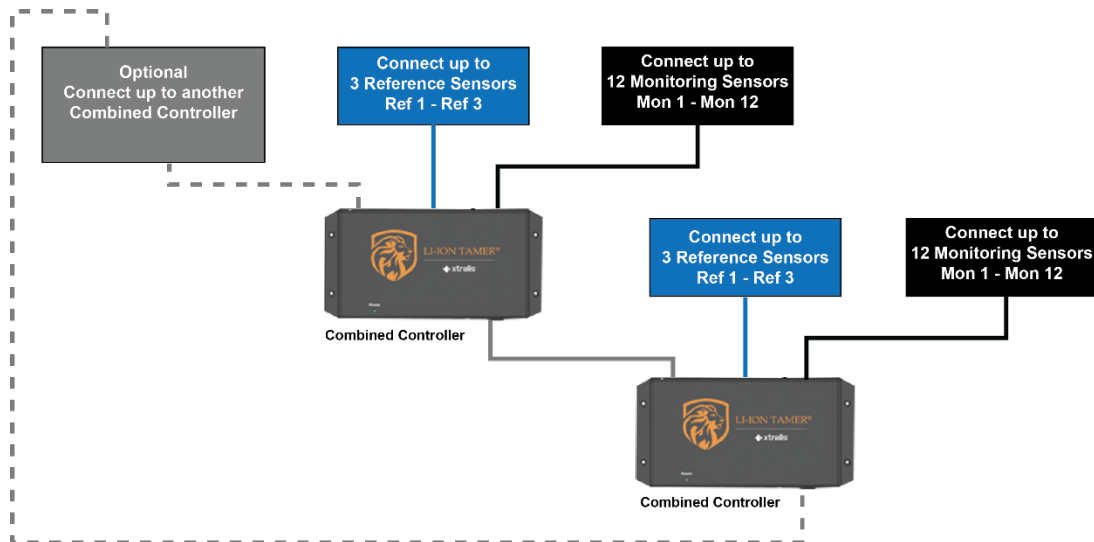 Optional
Connect up to another
Combined Controller
Connect up to
3 Reference Sensors
Ref 1 - Ref 3
Connect up to
12 Monitoring Sensors
Mon 1 - Mon 12
LI-ION TAMER®
xtralis
Power
Combined Controller
Connect up to
3 Reference Sensors
Ref 1 - Ref 3
Connect up to
12 Monitoring Sensors
Mon 1 - Mon 12
LI-ION TAMER®
xtralis
Power
Combined Controller